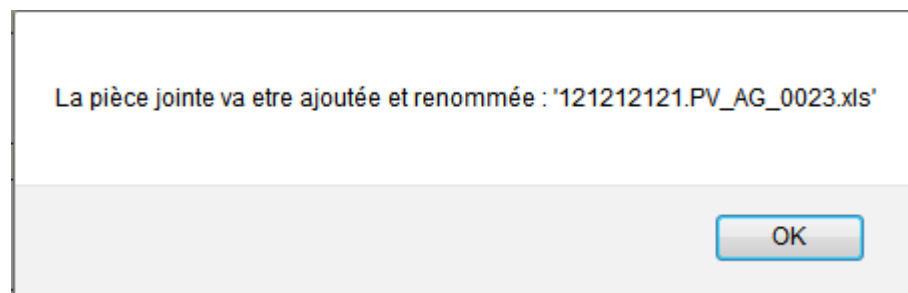 La pièce jointe va etre ajoutée et renommée : '121212121.PV_AG_0023.xls'
OK